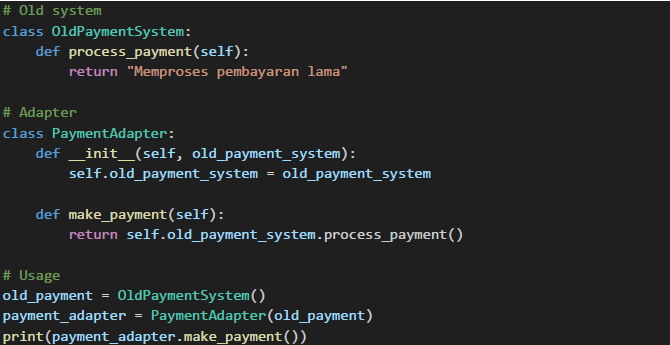 # Old system
class OldPaymentSystem:
    def process_payment(self):
        return "Memproses pembayaran lama"

# Adapter
class PaymentAdapter:
    def __init__(self, old_payment_system):
        self.old_payment_system = old_payment_system

    def make_payment(self):
        return self.old_payment_system.process_payment()

# Usage
old_payment = OldPaymentSystem()
payment_adapter = PaymentAdapter(old_payment)
print(payment_adapter.make_payment())